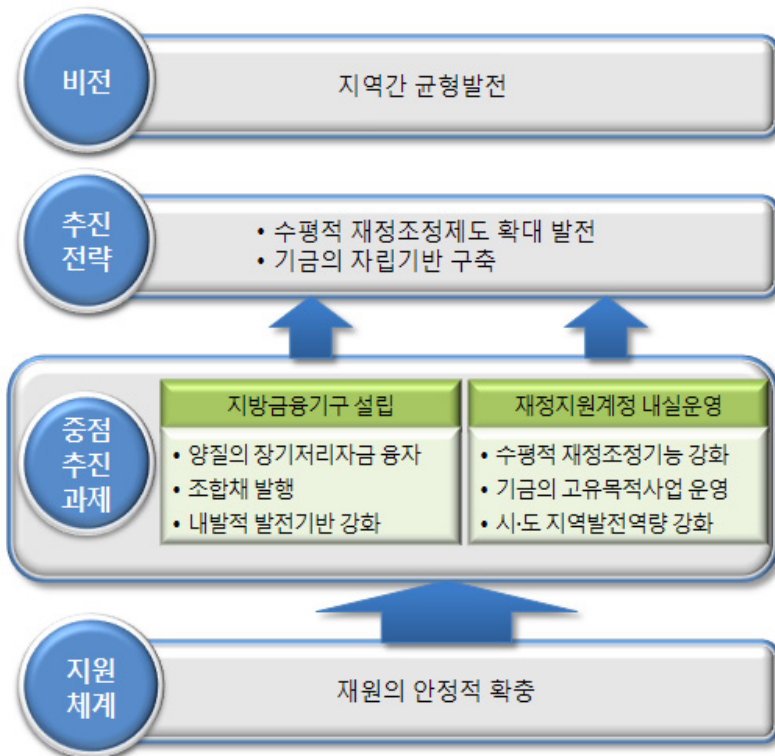 비전
지역간 균형발전
추진
전략
• 수평적 재정조정제도 확대 발전
• 기금의 자립기반 구축
중점
추진
과제
지방금융기구 설립
• 양질의 장기저리자금 융자
• 조합채 발행
• 내발적 발전기반 강화
재정지원계정 내실운영
• 수평적 재정조정기능 강화
• 기금의 고유목적사업 운영
• 시·도 지역발전역량 강화
지원
체계
재원의 안정적 확충